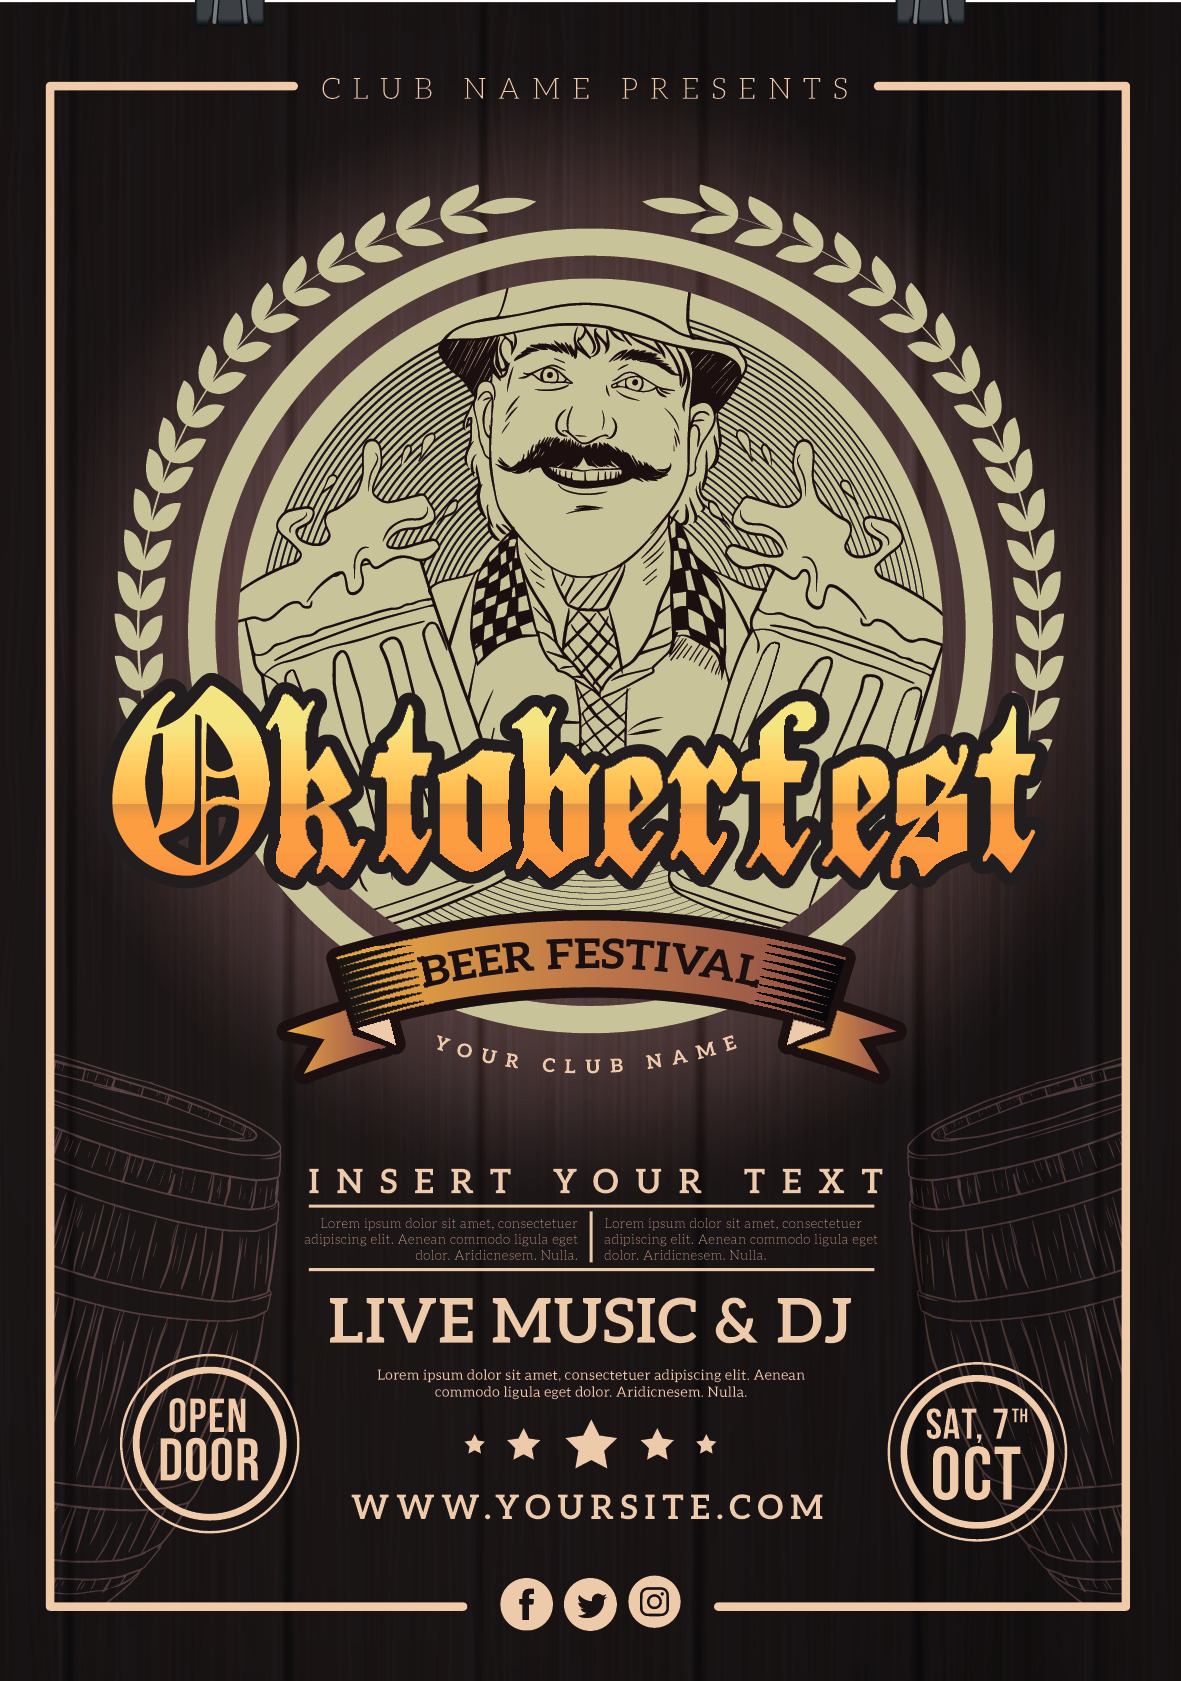 CLUB NAME PRESENTS
Oktoberfest
BEER FESTIVAL
YOUR CLUB NAME
INSERT YOUR TEXT
Lorem ipsum dolor sit amet, consectetuer
adipiscing elit. Aenean commodo ligula eget
dolor. Aridicnesem. Nulla.
Lorem ipsum dolor sit amet, consectetuer
adipiscing elit. Aenean commodo ligula eget
dolor. Aridicnesem. Nulla.
LIVE MUSIC & DJ
Lorem ipsum dolor sit amet, consectetuer adipiscing elit. Aenean
commodo ligula eget dolor. Aridicnesem. Nulla.
OPEN
DOOR
SAT, 7TH
OCT
WWW.YOURSITE.COM